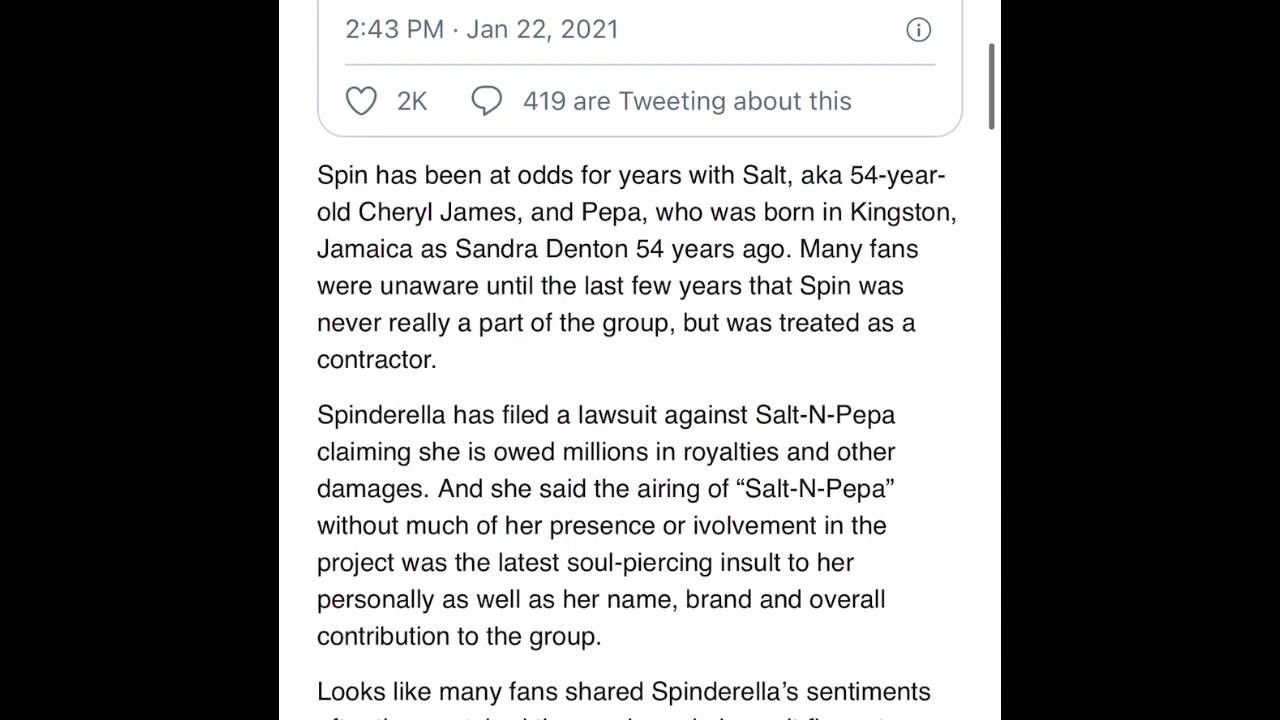 2:43 PM · Jan 22, 2021
2K 419 are Tweeting about this
Spin has been at odds for years with Salt, aka 54-year-
old Cheryl James, and Pepa, who was born in Kingston,
Jamaica as Sandra Denton 54 years ago. Many fans
were unaware until the last few years that Spin was
never really a part of the group, but was treated as a
contractor.
Spinderella has filed a lawsuit against Salt-N-Pepa
claiming she is owed millions in royalties and other
damages. And she said the airing of “Salt-N-Pepa”
without much of her presence or ivolvement in the
project was the latest soul-piercing insult to her
personally as well as her name, brand and overall
contribution to the group.
Looks like many fans shared Spinderella’s sentiments